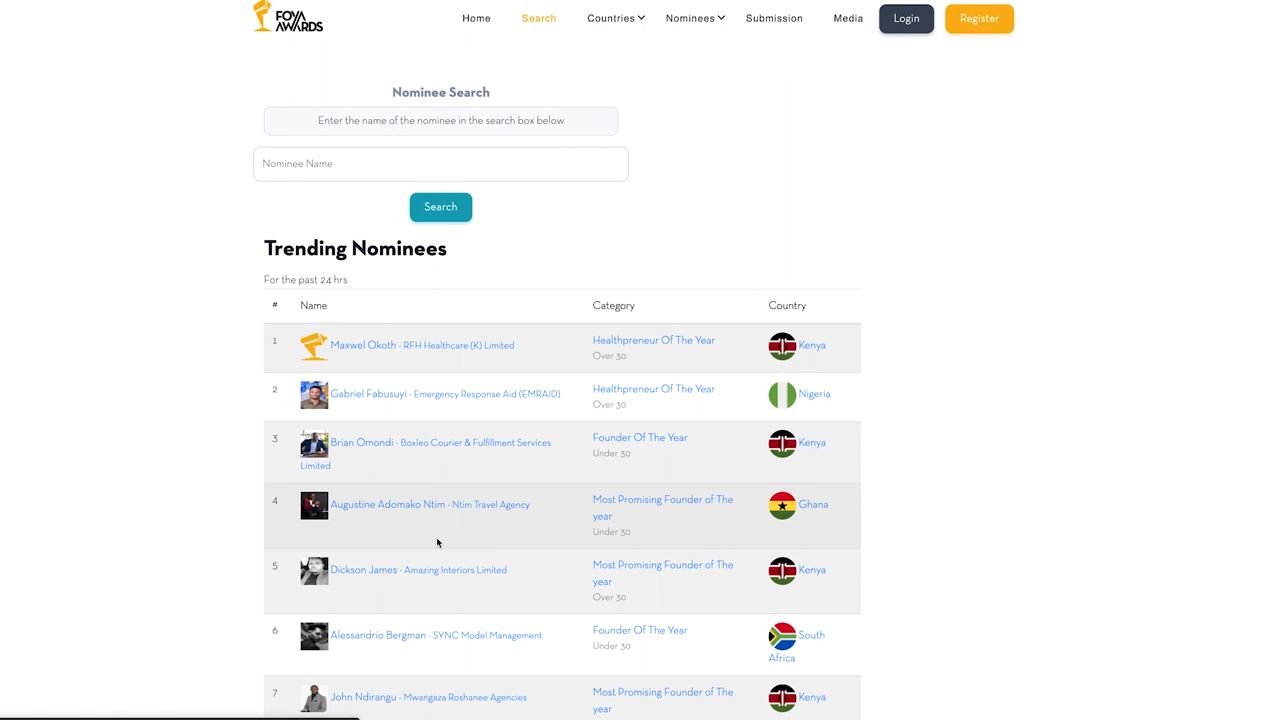 FOYA
AWARDS
Home
Search
Countries
Nominees
Submission
Media
Login
Register
Nominee Search
Enter the name of the nominee in the search box below
Nominee Name
Search
Trending Nominees
For the past 24 hrs
# Name Category Country
1 Maxwel Okoth - RFH Healthcare (K) Limited Healthpreneur Of The Year Kenya
Over 30
2 Gabriel Fabusuyi - Emergency Response Aid (EMRAID) Healthpreneur Of The Year Nigeria
Over 30
3 Brian Omondi - Boxleo Courier & Fulfillment Services Founder Of The Year Kenya
Limited Under 30
4 Augustine Adomako Ntim - Ntim Travel Agency Most Promising Founder of The Ghana
year
Under 30
5 Dickson James - Amazing Interiors Limited Most Promising Founder of The Kenya
year
Over 30
6 Alessandrio Bergman - SYNC Model Management Founder Of The Year South
Under 30 Africa
7 John Ndirangu - Mwangaza Roshanee Agencies Most Promising Founder of The Kenya
year